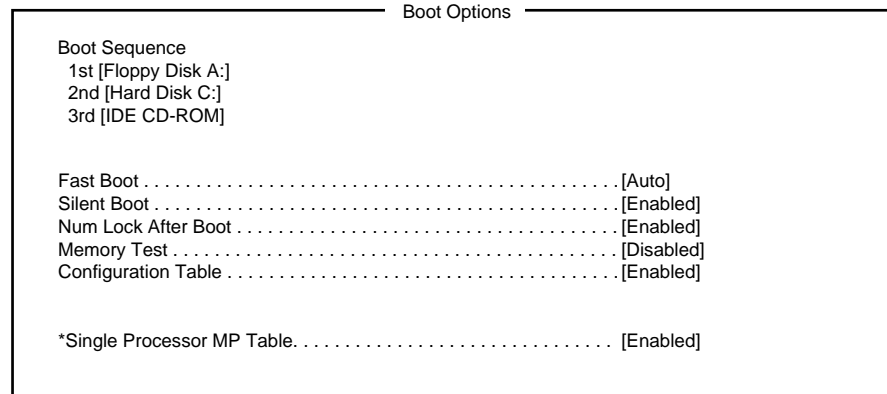 Boot Options
Boot Sequence
1st [Floppy Disk A:]
2nd [Hard Disk C:]
3rd [IDE CD-ROM]
Fast Boot . . . . . . . . . . . . . . . . . . . . . . . . . . . . . . . . . . . . . . . . . . . . . . [Auto]
Silent Boot . . . . . . . . . . . . . . . . . . . . . . . . . . . . . . . . . . . . . . . . . . . . . [Enabled]
Num Lock After Boot . . . . . . . . . . . . . . . . . . . . . . . . . . . . . . . . . . . . . [Enabled]
Memory Test . . . . . . . . . . . . . . . . . . . . . . . . . . . . . . . . . . . . . . . . . . . [Disabled]
Configuration Table . . . . . . . . . . . . . . . . . . . . . . . . . . . . . . . . . . . . . . [Enabled]
*Single Processor MP Table. . . . . . . . . . . . . . . . . . . . . . . . . . . . . . . [Enabled]